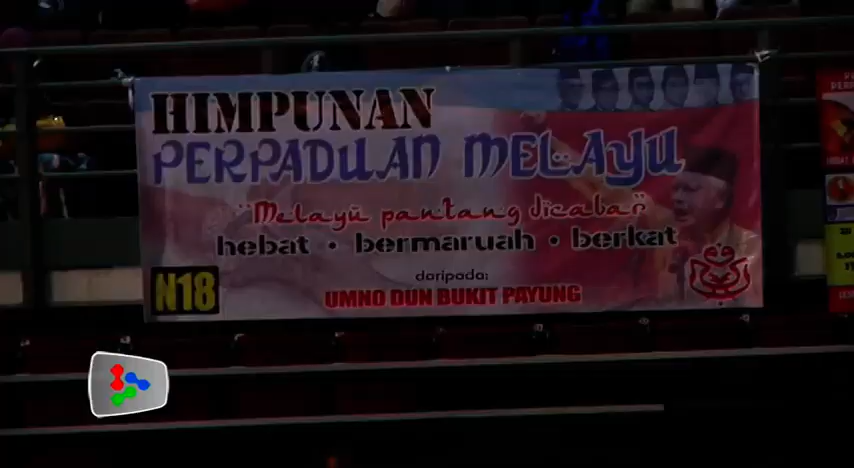 HIMPUNAN
PERPADUAN MELAYU
"Melayu pantang dicabar"
hebat • bermaruah • berkat
daripada:
N18
UMNO DUN BUKIT PAYUNG